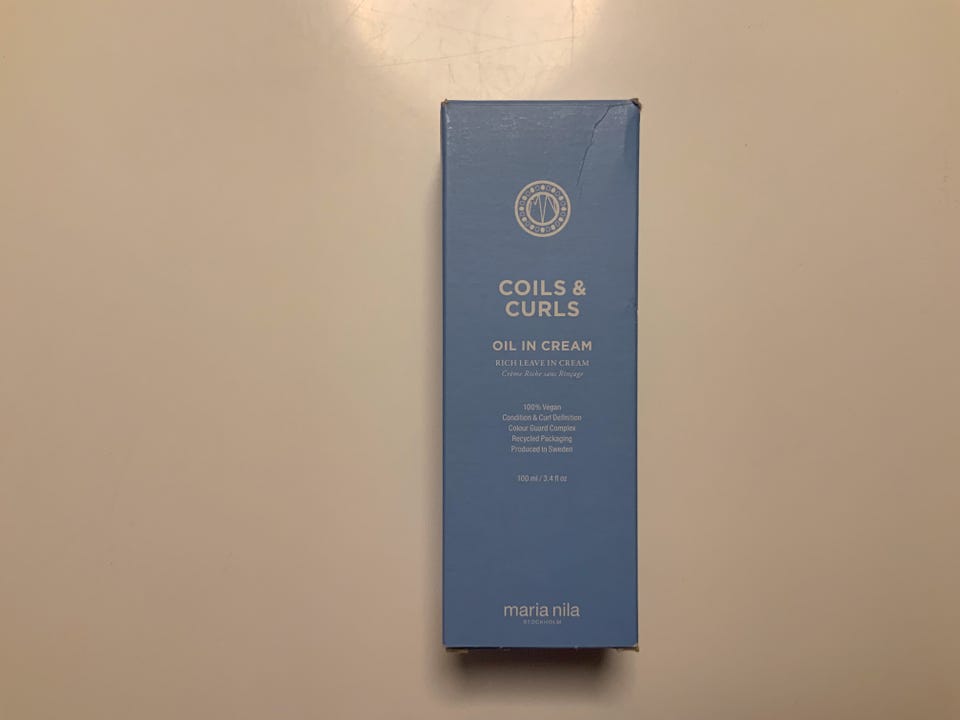 COILS &
CURLS
OIL IN CREAM
RICH LEAVE IN CREAM
Crème Riche sans Rinçage
100% Vegan
Condition & Curl Definition
Colour Guard Complex
Recycled Packaging
Produced in Sweden
100 ml / 3.4 fl oz
maria nila
STOCKHOLM